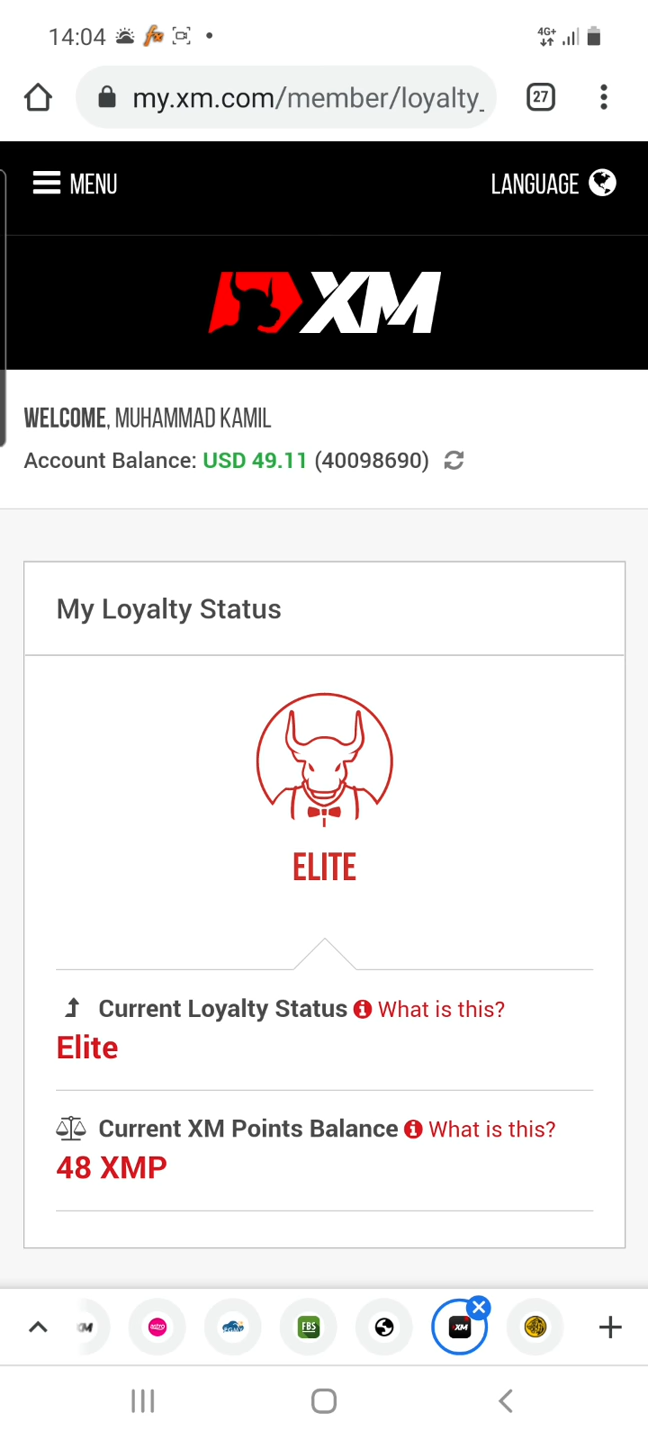 14:04
4G+
my.xm.com/member/loyalty_
27
MENU
LANGUAGE
XM
WELCOME, MUHAMMAD KAMIL
Account Balance: USD 49.11 (40098690)
My Loyalty Status
ELITE
Current Loyalty Status What is this?
Elite
Current XM Points Balance What is this?
48 XMP
astro
FBS
XM